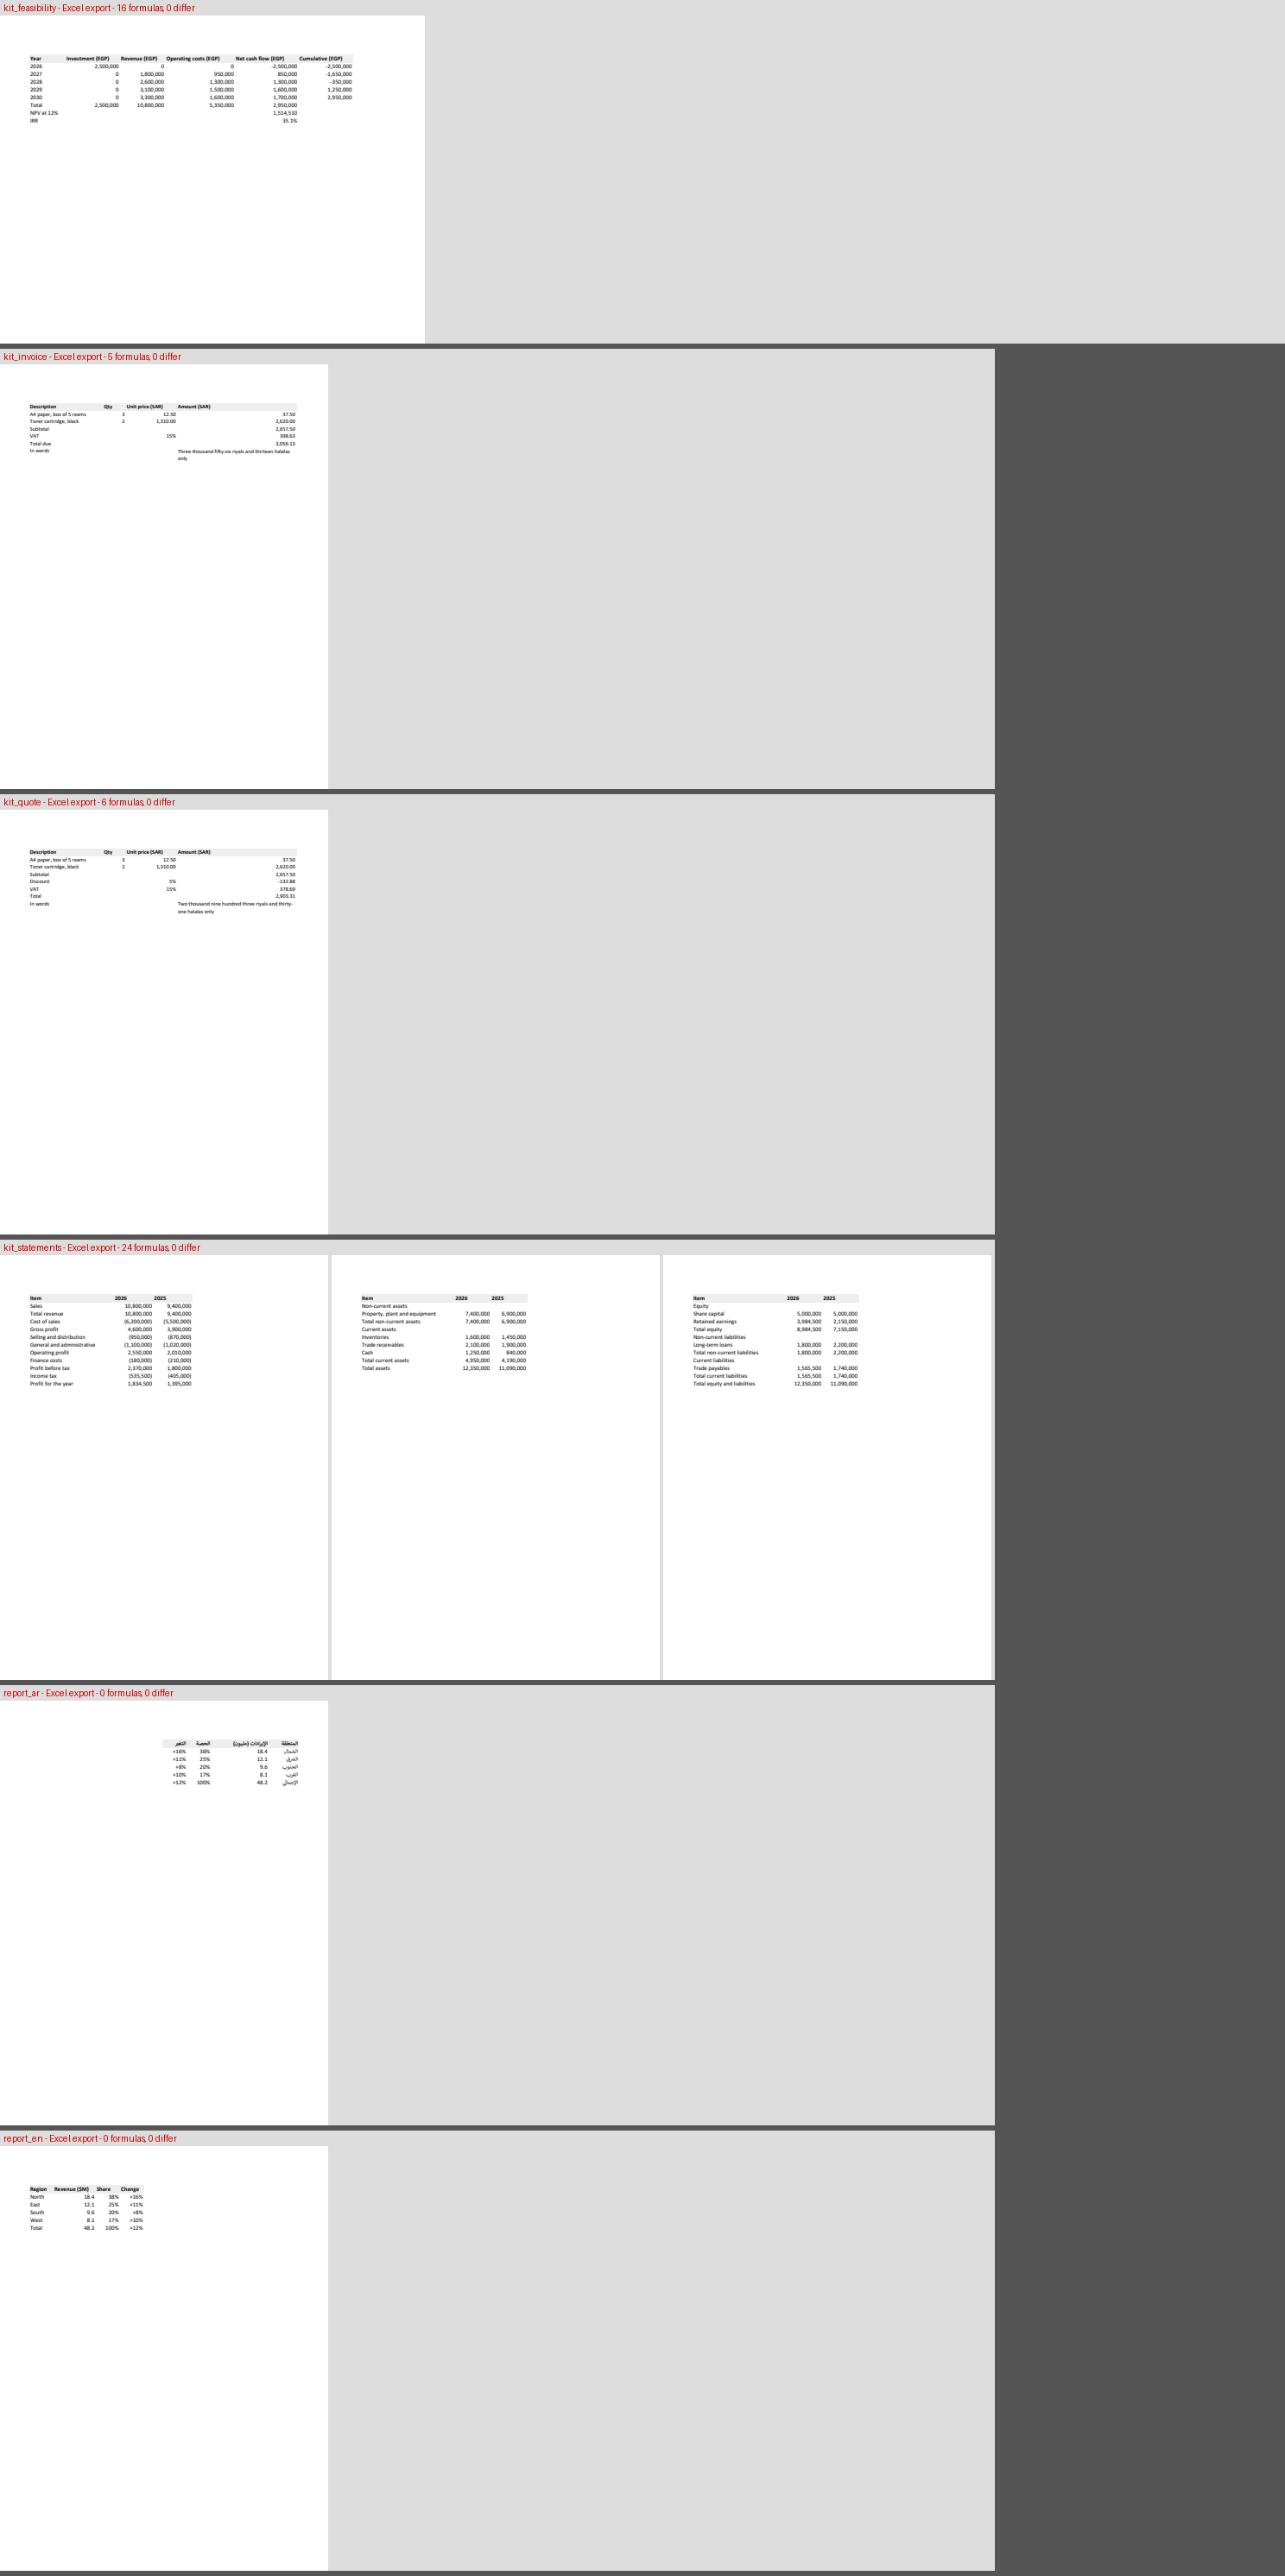 kit_feasibility - Excel export - 16 formulas, 0 differ
Year Investment (EGP) Revenue (EGP) Operating costs (EGP) Net cash flow (EGP) Cumulative (EGP)
2026 2,500,000 0 0 -2,500,000 -2,500,000
2027 0 1,800,000 950,000 850,000 -1,650,000
2028 0 2,600,000 1,300,000 1,300,000 -350,000
2029 0 3,100,000 1,500,000 1,600,000 1,250,000
2030 0 3,300,000 1,600,000 1,700,000 2,950,000
Total 2,500,000 10,800,000 5,350,000 2,950,000
NPV at 12% 1,514,510
IRR 35.1%
kit_invoice - Excel export - 5 formulas, 0 differ
Description Qty Unit price (SAR) Amount (SAR)
A4 paper, box of 5 reams 3 12.50 37.50
Toner cartridge, black 2 1,310.00 2,620.00
Subtotal 2,657.50
VAT 15% 398.63
Total due 3,056.13
In words Three thousand fifty-six riyals and thirteen halalas
only
kit_quote - Excel export - 6 formulas, 0 differ
Description Qty Unit price (SAR) Amount (SAR)
A4 paper, box of 5 reams 3 12.50 37.50
Toner cartridge, black 2 1,310.00 2,620.00
Subtotal 2,657.50
Discount 5% -132.88
VAT 15% 378.69
Total 2,903.31
In words Two thousand nine hundred three riyals and thirty-
one halalas only
kit_statements - Excel export - 24 formulas, 0 differ
Item 2026 2025
Sales 10,800,000 9,400,000
Total revenue 10,800,000 9,400,000
Cost of sales (6,200,000) (5,500,000)
Gross profit 4,600,000 3,900,000
Selling and distribution (950,000) (870,000)
General and administrative (1,100,000) (1,020,000)
Operating profit 2,550,000 2,010,000
Finance costs (180,000) (210,000)
Profit before tax 2,370,000 1,800,000
Income tax (535,500) (405,000)
Profit for the year 1,834,500 1,395,000
Item 2026 2025
Non-current assets
Property, plant and equipment 7,400,000 6,900,000
Total non-current assets 7,400,000 6,900,000
Current assets
Inventories 1,600,000 1,450,000
Trade receivables 2,100,000 1,900,000
Cash 1,250,000 840,000
Total current assets 4,950,000 4,190,000
Total assets 12,350,000 11,090,000
Item 2026 2025
Equity
Share capital 5,000,000 5,000,000
Retained earnings 3,984,500 2,150,000
Total equity 8,984,500 7,150,000
Non-current liabilities
Long-term loans 1,800,000 2,200,000
Total non-current liabilities 1,800,000 2,200,000
Current liabilities
Trade payables 1,565,500 1,740,000
Total current liabilities 1,565,500 1,740,000
Total equity and liabilities 12,350,000 11,090,000
report_ar - Excel export - 0 formulas, 0 differ
المنطقة الإيرادات (مليون) الحصة التغير
الشمال 18.4 38% +16%
الشرق 12.1 25% +11%
الجنوب 9.6 20% +8%
الغرب 8.1 17% +10%
الإجمالي 48.2 100% +12%
report_en - Excel export - 0 formulas, 0 differ
Region Revenue ($M) Share Change
North 18.4 38% +16%
East 12.1 25% +11%
South 9.6 20% +8%
West 8.1 17% +10%
Total 48.2 100% +12%